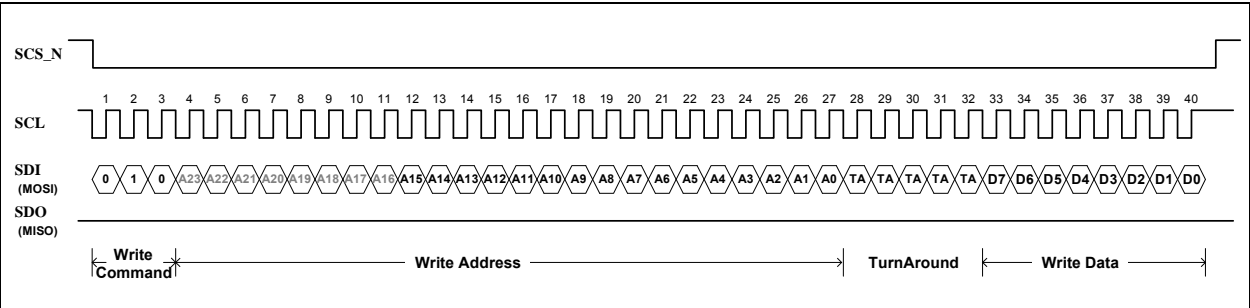 SCS_N
1 2 3 4 5 6 7 8 9 10 11 12 13 14 15 16 17 18 19 20 21 22 23 24 25 26 27 28 29 30 31 32 33 34 35 36 37 38 39 40
SCL
SDI
(MOSI)
0 1 0 A23 A22 A21 A20 A19 A18 A17 A16 A15 A14 A13 A12 A11 A10 A9 A8 A7 A6 A5 A4 A3 A2 A1 A0 TA TA TA TA TA D7 D6 D5 D4 D3 D2 D1 D0
SDO
(MISO)
Write
Command
Write Address
TurnAround
Write Data